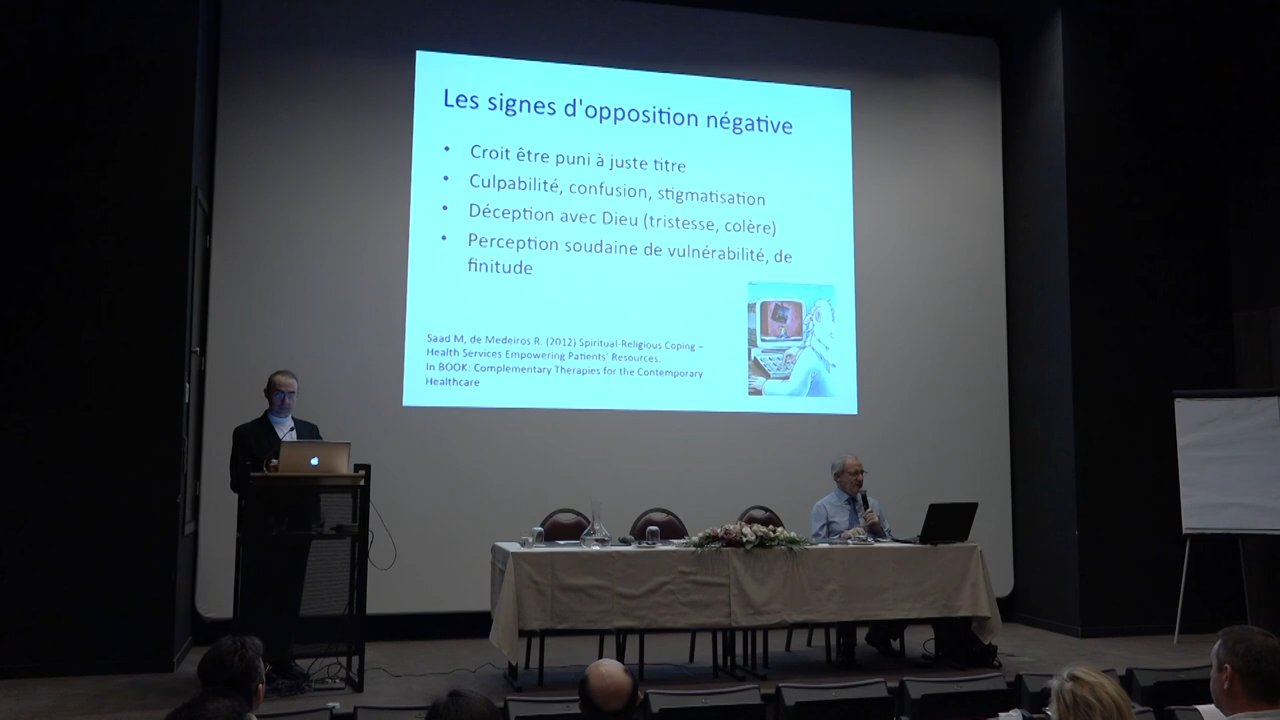 Les signes d'opposition négative
• Croit être puni à juste titre
• Culpabilité, confusion, stigmatisation
• Déception avec Dieu (tristesse, colère)
• Perception soudaine de vulnérabilité, de
finitude
Saad M, de Medeiros R. (2012) Spiritual-Religious Coping –
Health Services Empowering Patients' Resources.
In BOOK: Complementary Therapies for the Contemporary
Healthcare